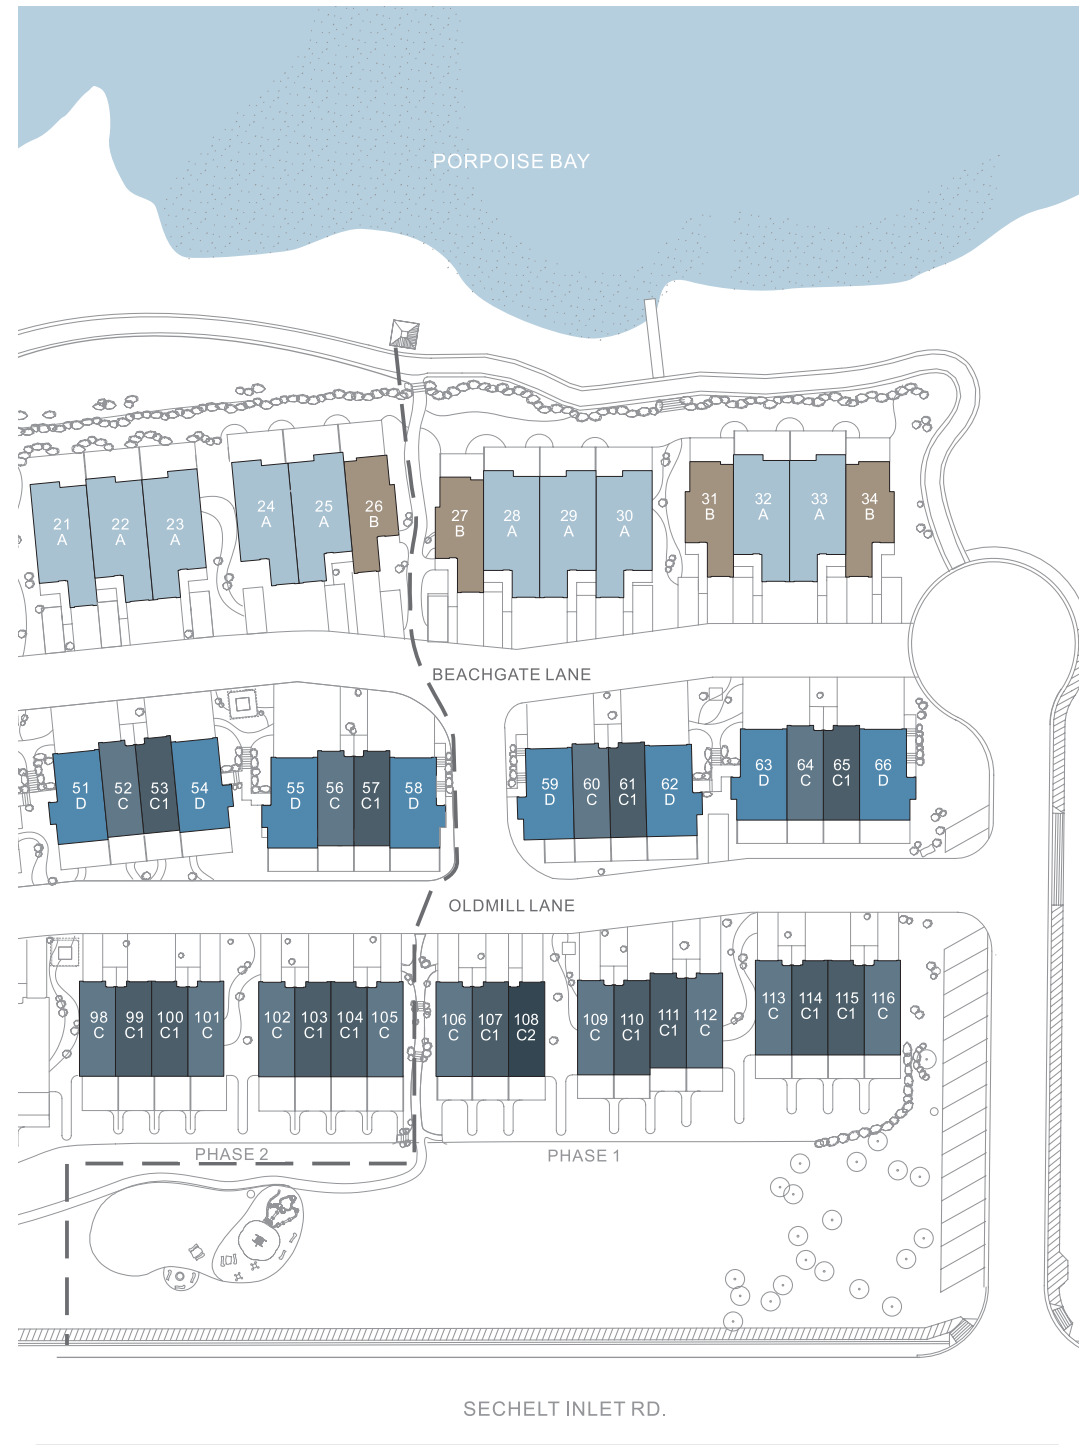 PORPOISE BAY
21
A
22
A
23
A
24
A
25
A
26
B
27
B
28
A
29
A
30
A
31
B
32
A
33
A
34
B
BEACHGATE LANE
51
D
52
C
53
C1
54
D
55
D
56
C
57
C1
58
D
59
D
60
C
61
C1
62
D
63
D
64
C
65
C1
66
D
OLDMILL LANE
98
C
99
C1
100
C1
101
C
102
C
103
C1
104
C1
105
C
106
C
107
C1
108
C2
109
C
110
C1
111
C1
112
C
113
C
114
C1
115
C1
116
C
PHASE 2
PHASE 1
SECHELT INLET RD.